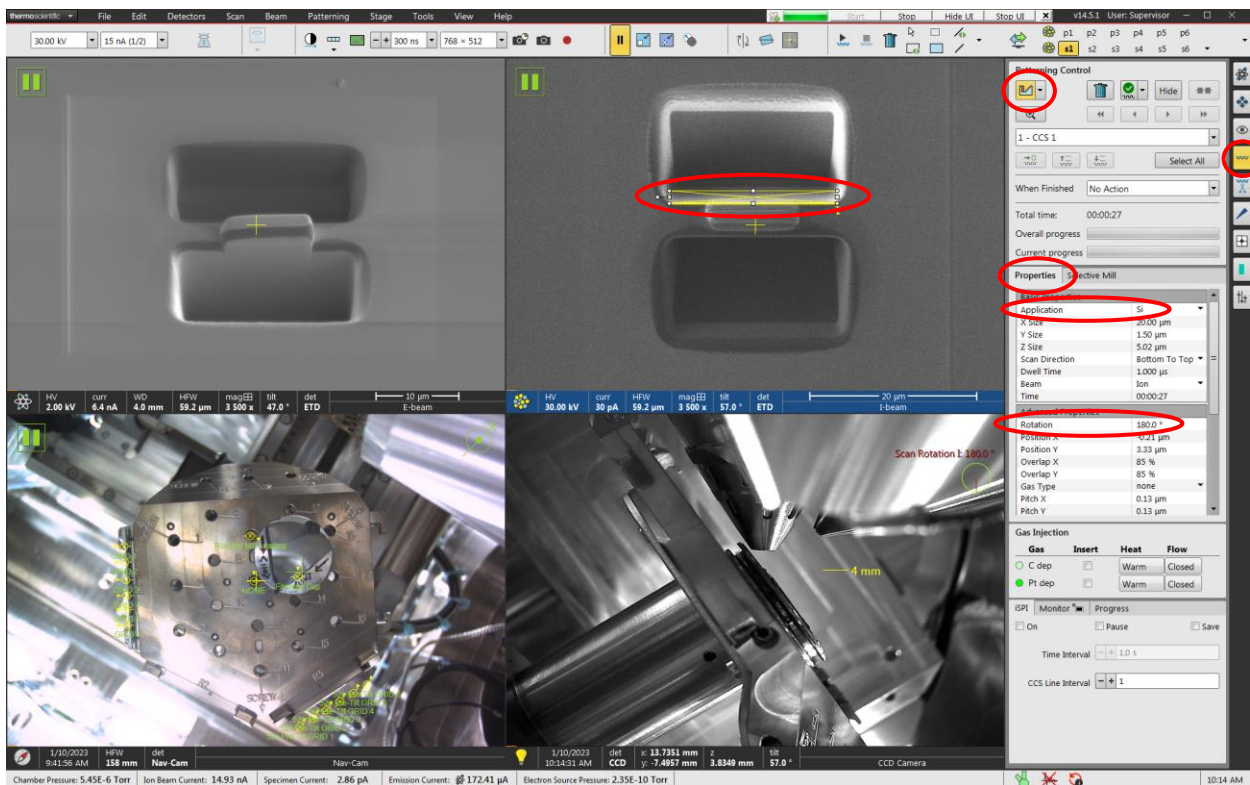 thermoscientific File Edit Detectors Scan Beam Patterning Stage Tools View Help Start Stop Hide UI Stop UI v14.5.1 User: Supervisor
30.00 kV 15 nA (1/2) 300 ns 768 × 512 p1 p2 p3 p4 p5 p6
s1 s2 s3 s4 s5 s6
Patterning Control
Hide
1 - CCS 1
Select All
When Finished No Action
Total time: 00:00:27
Overall progress
Current progress
Properties Selective Mill
Application Si
X Size 20.00 µm
Y Size 1.50 µm
Z Size 5.02 µm
Scan Direction Bottom To Top
Dwell Time 1.000 µs
Beam Ion
Time 00:00:27
Advanced Properties
Rotation 180.0 °
Position X -0.21 µm
Position Y 3.33 µm
Overlap X 85 %
Overlap Y 85 %
Gas Type none
Pitch X 0.13 µm
Pitch Y 0.13 µm
HV curr WD HFW mag tilt det 10 µm
2.00 kV 6.4 nA 4.0 mm 59.2 µm 3 500 x 47.0 ° ETD E-beam
HV curr HFW mag tilt det 20 µm
30.00 kV 30 pA 59.2 µm 3 500 x 57.0 ° ETD I-beam
Scan Rotation I: 180.0 °
4 mm
HOME
SCREW
Gas Injection
Gas Insert Heat Flow
C dep Warm Closed
Pt dep Warm Closed
iSPI Monitor Progress
On Pause Save
Time Interval 1.0 s
CCS Line Interval 1
1/10/2023 HFW det
9:41:56 AM 158 mm Nav-Cam Nav-Cam
1/10/2023 det x: 13.7351 mm z tilt
10:14:31 AM CCD y: -7.4957 mm 3.8349 mm 57.0 ° CCD Camera
Chamber Pressure: 5.45E-6 Torr Ion Beam Current: 14.93 nA Specimen Current: 2.86 pA Emission Current: 172.41 µA Electron Source Pressure: 2.35E-10 Torr 10:14 AM